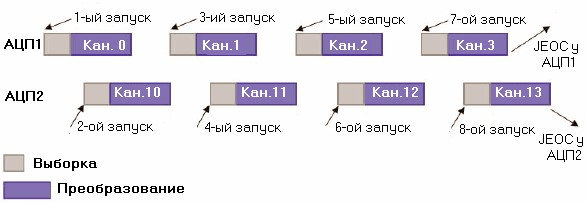 1-ый запуск
3-ий запуск
5-ый запуск
7-ой запуск
АЦП1
Кан. 0
Кан.1
Кан.2
Кан.3
JEOC у
АЦП1
АЦП2
Кан.10
Кан.11
Кан.12
Кан.13
2-ой запуск
4-ый запуск
6-ой запуск
8-ой запуск
JEOC у
АЦП2
Выборка
Преобразование